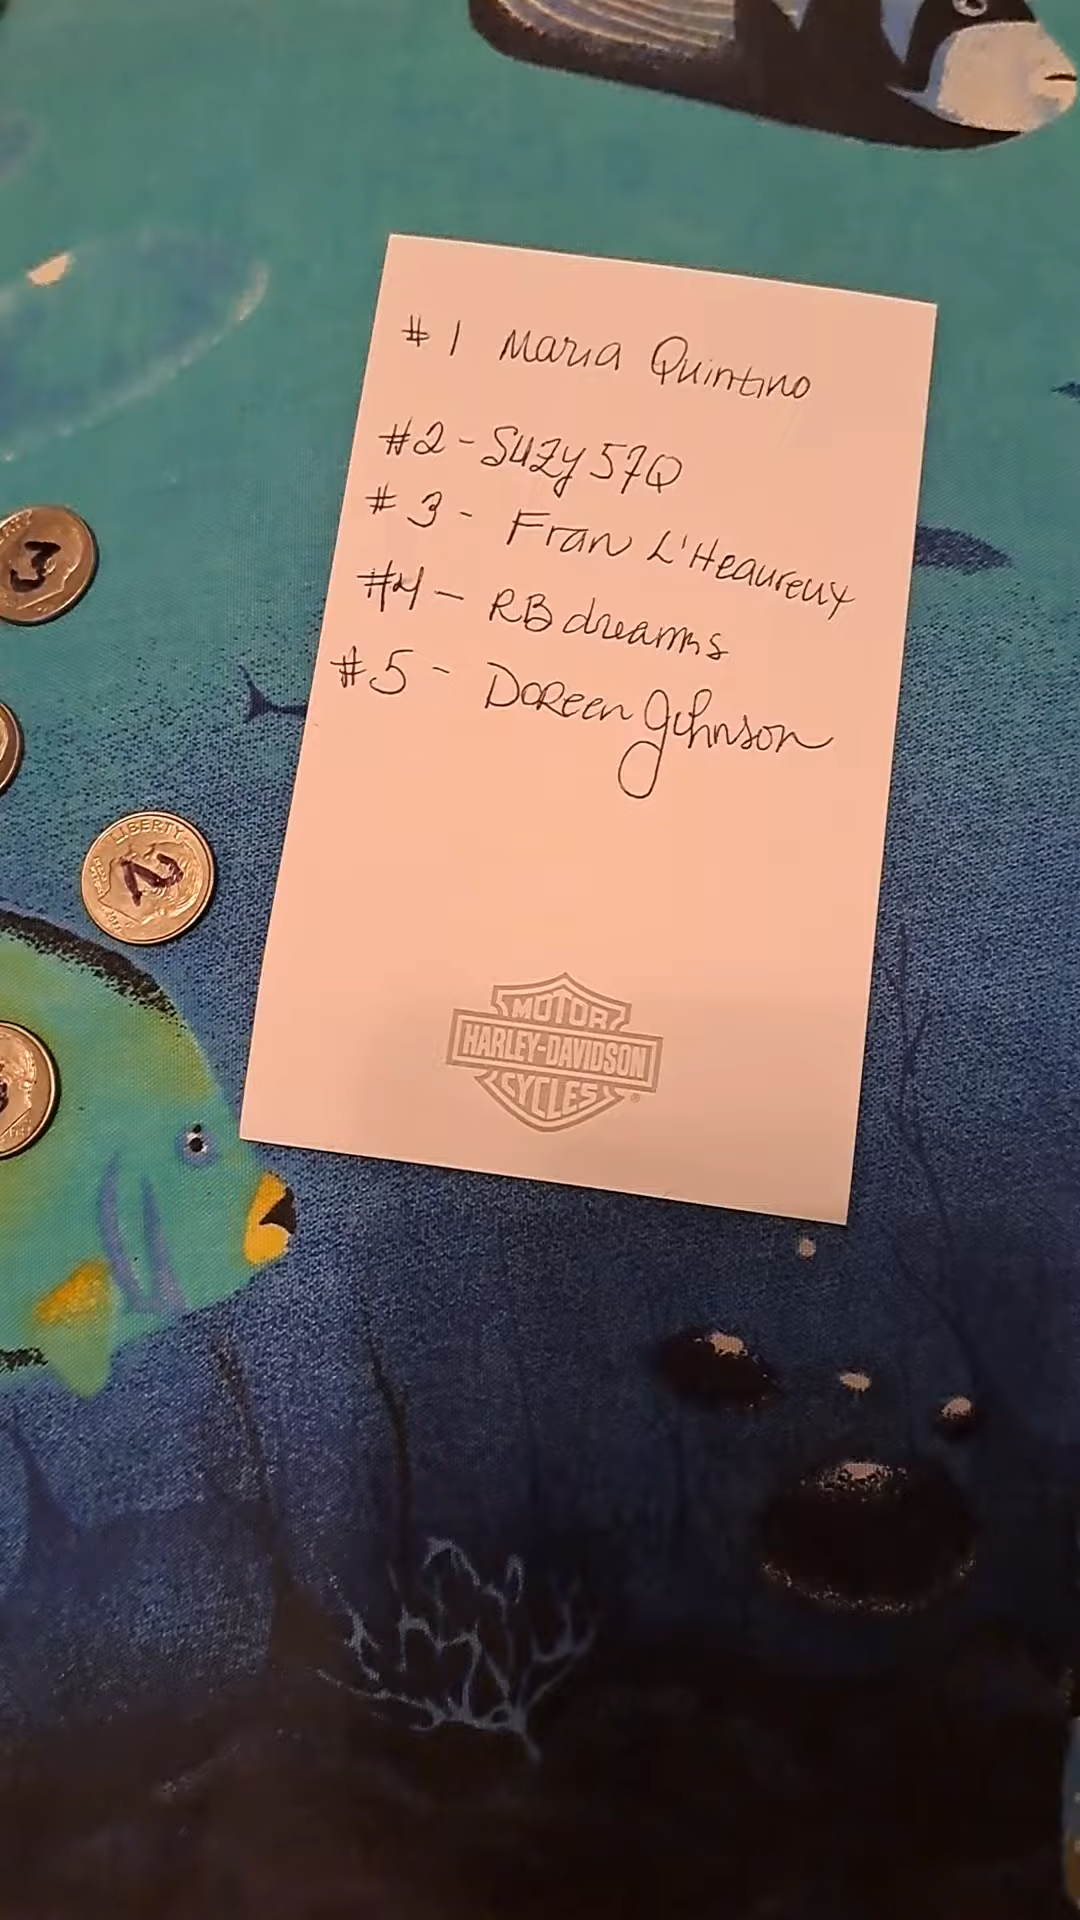 #1 Maria Quintino
#2 - Suzy57Q
#3 - Fran L'Heaureux
#4 - RB dreams
#5 - Doreen Johnson
3
LIBERTY
2
MOTOR
HARLEY-DAVIDSON
CYCLES
®